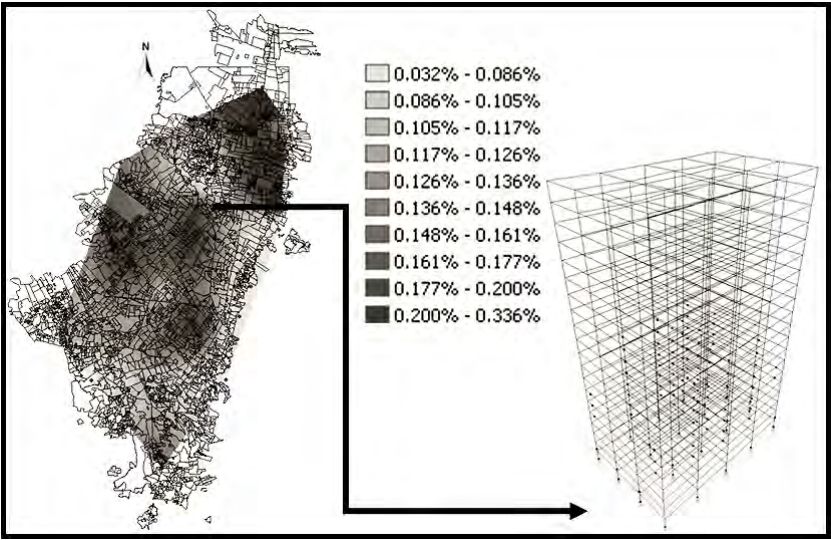 N
0.032% - 0.086%
0.086% - 0.105%
0.105% - 0.117%
0.117% - 0.126%
0.126% - 0.136%
0.136% - 0.148%
0.148% - 0.161%
0.161% - 0.177%
0.177% - 0.200%
0.200% - 0.336%